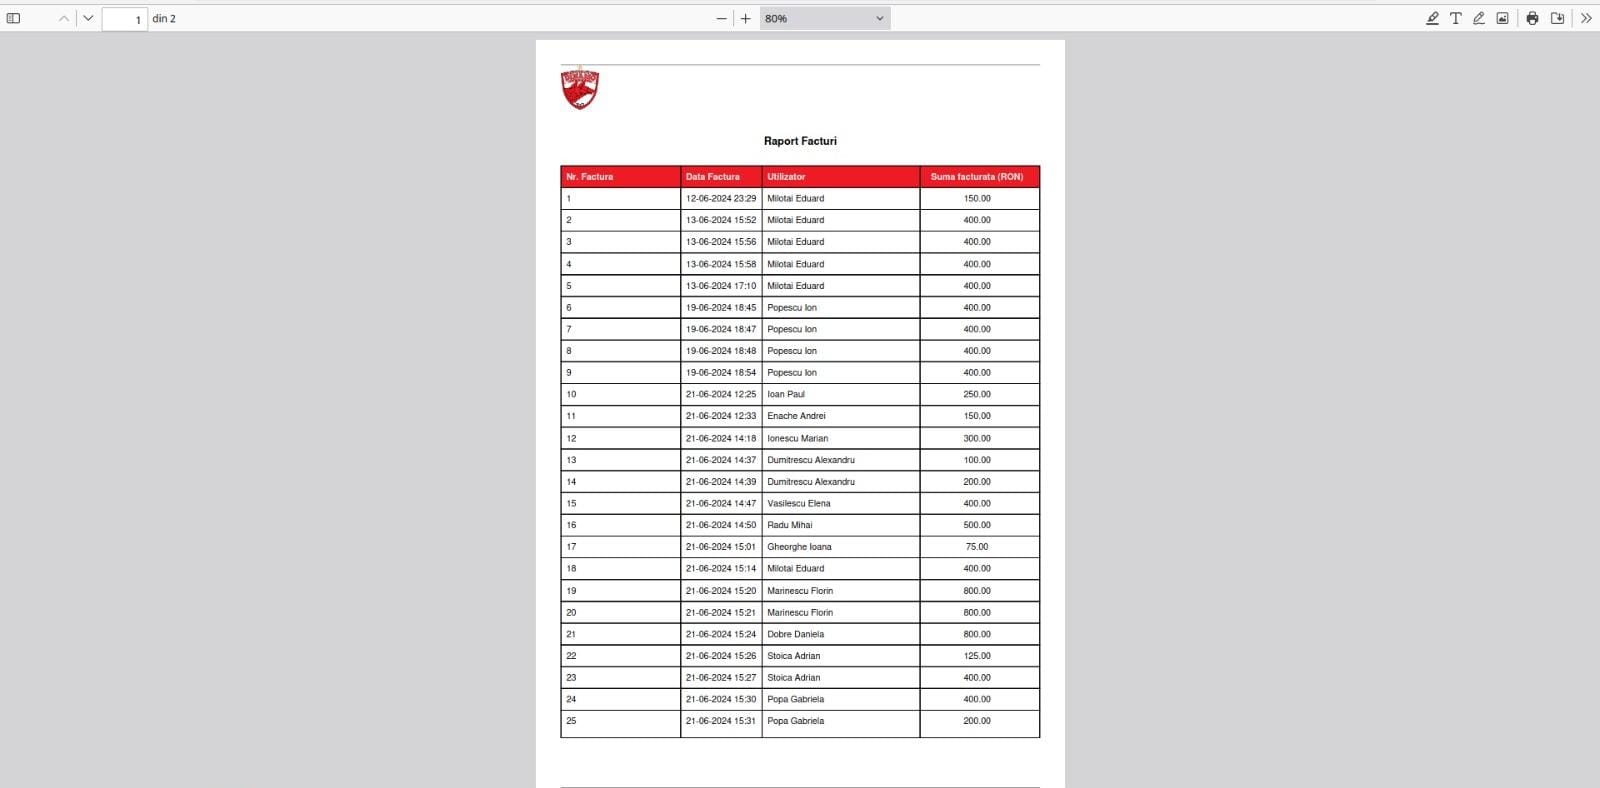 1 din 2 80%
DINAMO
Raport Facturi
Nr. Factura Data Factura Utilizator Suma facturata (RON)
1 12-06-2024 23:29 Milotai Eduard 150.00
2 13-06-2024 15:52 Milotai Eduard 400.00
3 13-06-2024 15:56 Milotai Eduard 400.00
4 13-06-2024 15:58 Milotai Eduard 400.00
5 13-06-2024 17:10 Milotai Eduard 400.00
6 19-06-2024 18:45 Popescu Ion 400.00
7 19-06-2024 18:47 Popescu Ion 400.00
8 19-06-2024 18:48 Popescu Ion 400.00
9 19-06-2024 18:54 Popescu Ion 400.00
10 21-06-2024 12:25 Ioan Paul 250.00
11 21-06-2024 12:33 Enache Andrei 150.00
12 21-06-2024 14:18 Ionescu Marian 300.00
13 21-06-2024 14:37 Dumitrescu Alexandru 100.00
14 21-06-2024 14:39 Dumitrescu Alexandru 200.00
15 21-06-2024 14:47 Vasilescu Elena 400.00
16 21-06-2024 14:50 Radu Mihai 500.00
17 21-06-2024 15:01 Gheorghe Ioana 75.00
18 21-06-2024 15:14 Milotai Eduard 400.00
19 21-06-2024 15:20 Marinescu Florin 800.00
20 21-06-2024 15:21 Marinescu Florin 800.00
21 21-06-2024 15:24 Dobre Daniela 800.00
22 21-06-2024 15:26 Stoica Adrian 125.00
23 21-06-2024 15:27 Stoica Adrian 400.00
24 21-06-2024 15:30 Popa Gabriela 400.00
25 21-06-2024 15:31 Popa Gabriela 200.00